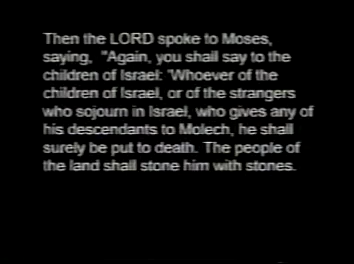 Then the LORD spoke to Moses,
saying, "Again, you shall say to the
children of Israel: 'Whoever of the
children of Israel, or of the strangers
who sojourn in Israel, who gives any of
his descendants to Molech, he shall
surely be put to death. The people of
the land shall stone him with stones.